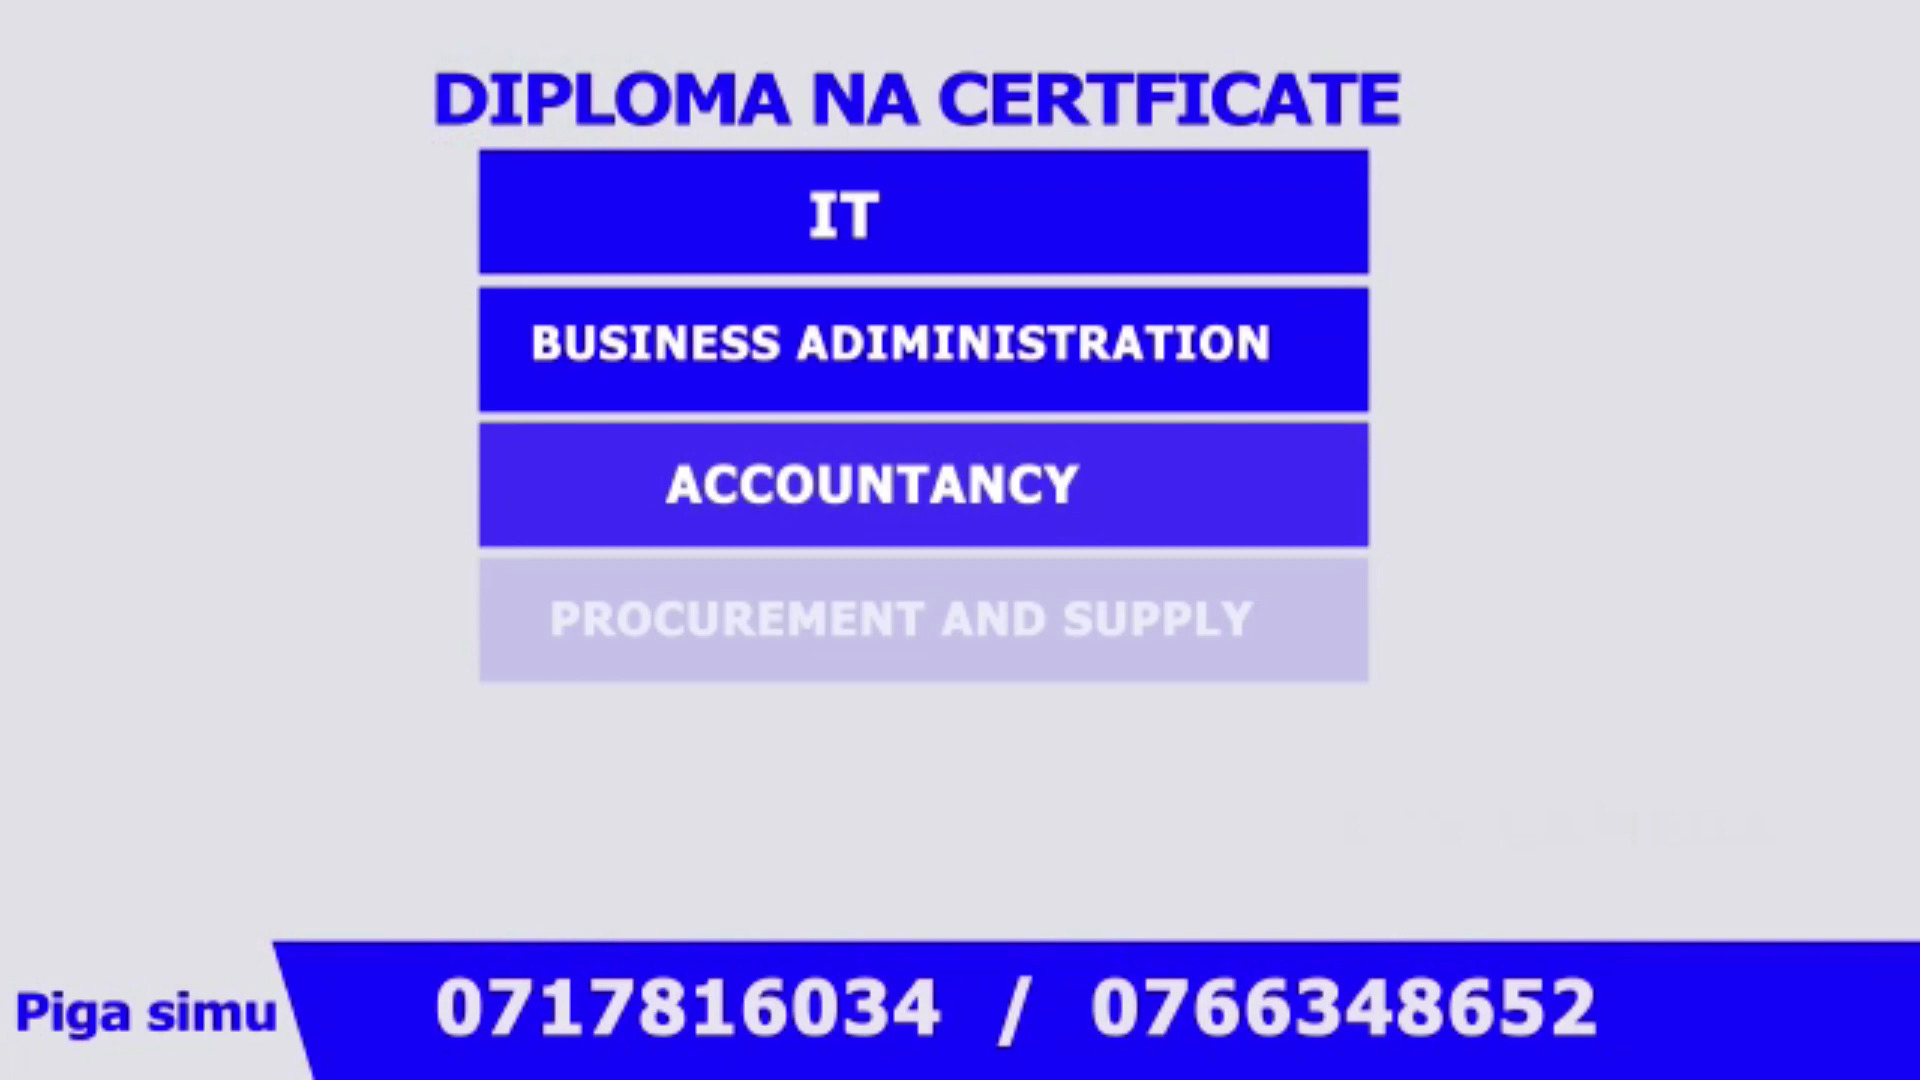 DIPLOMA NA CERTFICATE
IT
BUSINESS ADIMINISTRATION
ACCOUNTANCY
PROCUREMENT AND SUPPLY
Piga simu 0717816034 / 0766348652